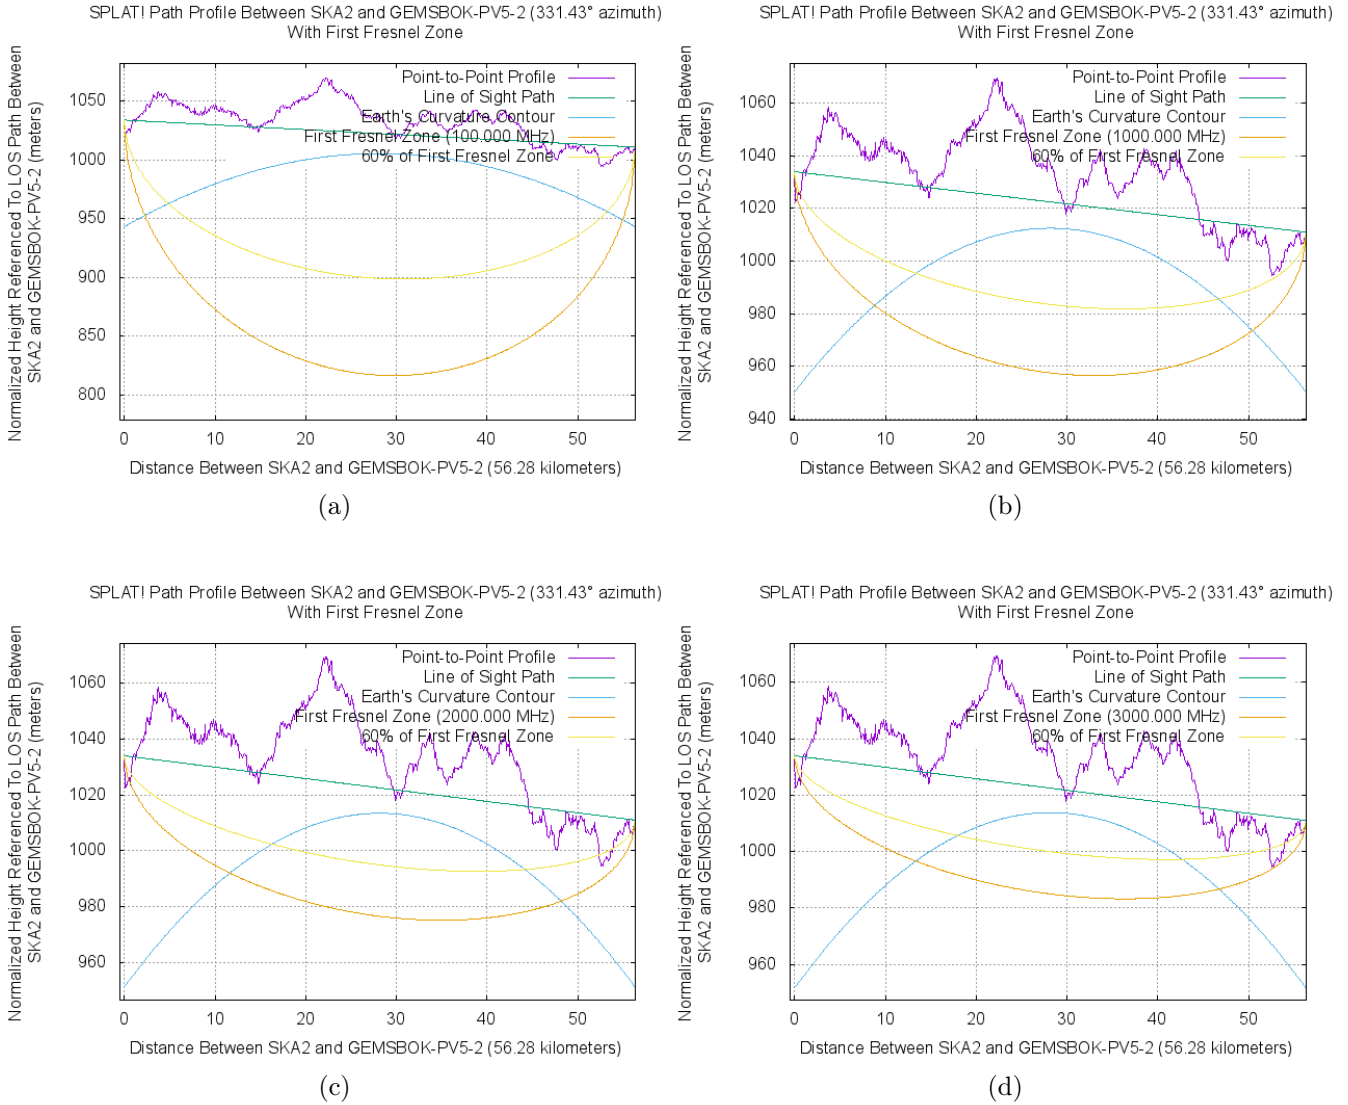 SPLAT! Path Profile Between SKA2 and GEMSBOK-PV5-2 (331.43° azimuth)
With First Fresnel Zone
Normalized Height Referenced To LOS Path Between
SKA2 and GEMSBOK-PV5-2 (meters)
1050
1000
950
900
850
800
Point-to-Point Profile
Line of Sight Path
Earth's Curvature Contour
First Fresnel Zone (100.000 MHz)
60% of First Fresnel Zone
0 10 20 30 40 50
Distance Between SKA2 and GEMSBOK-PV5-2 (56.28 kilometers)
(a)
SPLAT! Path Profile Between SKA2 and GEMSBOK-PV5-2 (331.43° azimuth)
With First Fresnel Zone
Normalized Height Referenced To LOS Path Between
SKA2 and GEMSBOK-PV5-2 (meters)
1060
1040
1020
1000
980
960
940
Point-to-Point Profile
Line of Sight Path
Earth's Curvature Contour
First Fresnel Zone (1000.000 MHz)
60% of First Fresnel Zone
0 10 20 30 40 50
Distance Between SKA2 and GEMSBOK-PV5-2 (56.28 kilometers)
(b)
SPLAT! Path Profile Between SKA2 and GEMSBOK-PV5-2 (331.43° azimuth)
With First Fresnel Zone
Normalized Height Referenced To LOS Path Between
SKA2 and GEMSBOK-PV5-2 (meters)
1060
1040
1020
1000
980
960
Point-to-Point Profile
Line of Sight Path
Earth's Curvature Contour
First Fresnel Zone (2000.000 MHz)
60% of First Fresnel Zone
0 10 20 30 40 50
Distance Between SKA2 and GEMSBOK-PV5-2 (56.28 kilometers)
(c)
SPLAT! Path Profile Between SKA2 and GEMSBOK-PV5-2 (331.43° azimuth)
With First Fresnel Zone
Normalized Height Referenced To LOS Path Between
SKA2 and GEMSBOK-PV5-2 (meters)
1060
1040
1020
1000
980
960
Point-to-Point Profile
Line of Sight Path
Earth's Curvature Contour
First Fresnel Zone (3000.000 MHz)
60% of First Fresnel Zone
0 10 20 30 40 50
Distance Between SKA2 and GEMSBOK-PV5-2 (56.28 kilometers)
(d)